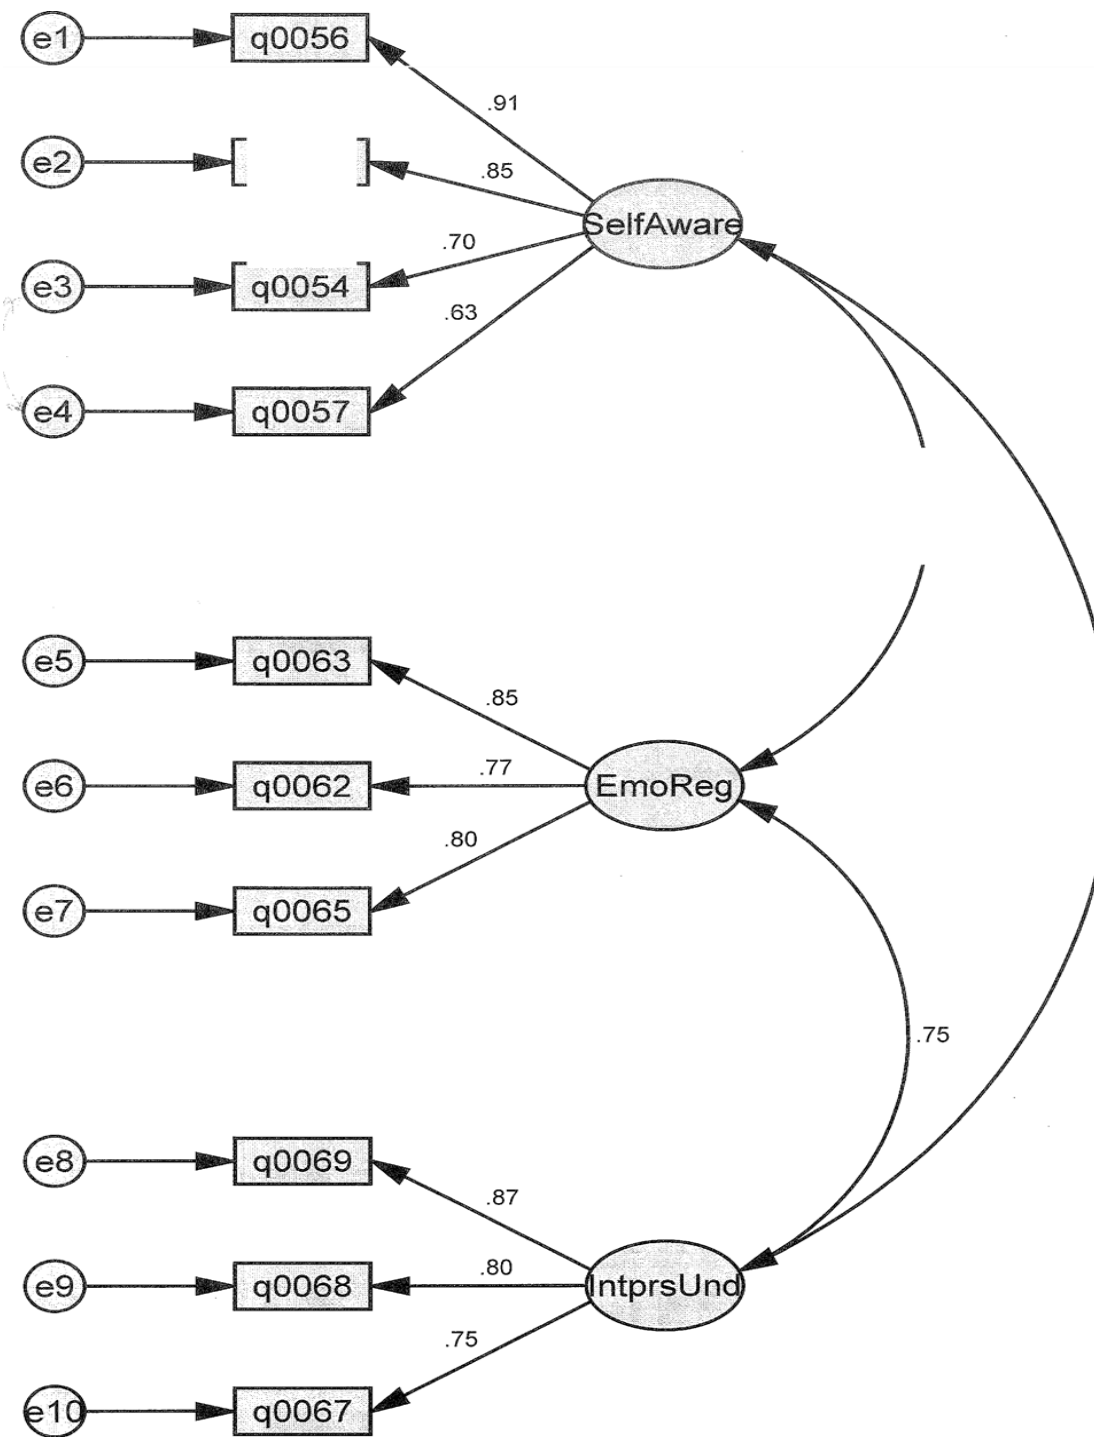 e1
q0056
.91
e2
.85
SelfAware
.70
e3
q0054
.63
e4
q0057
e5
q0063
.85
e6
q0062
.77
EmoReg
.80
e7
q0065
.75
e8
q0069
.87
e9
q0068
.80
IntprsUnd
.75
e10
q0067